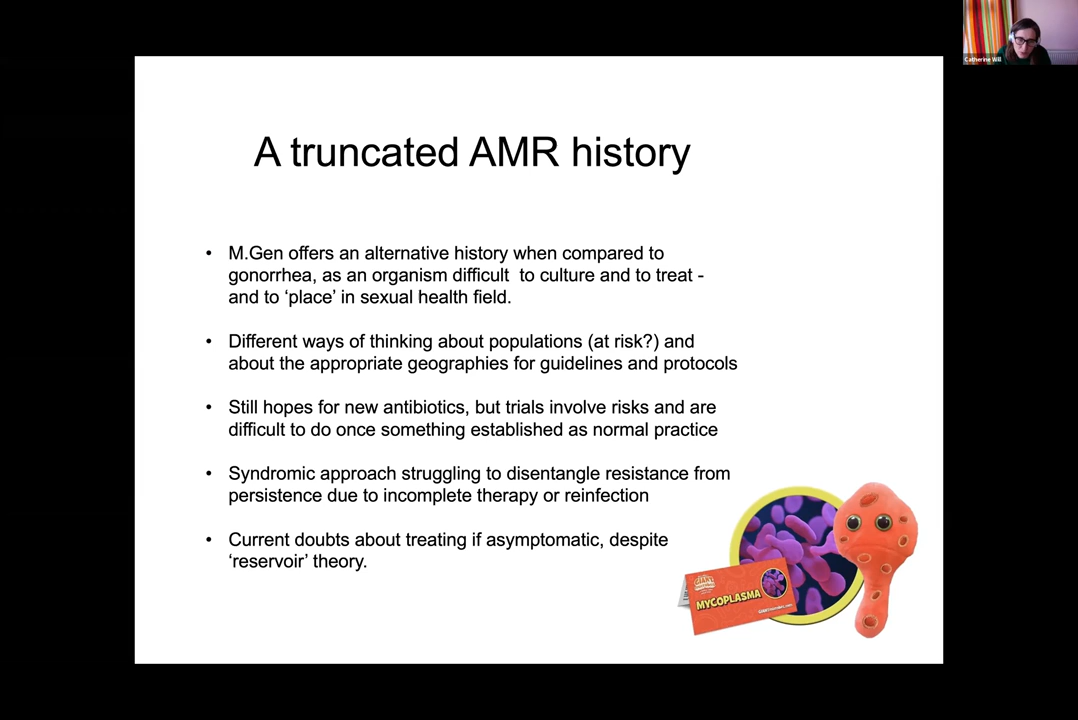 Catherine Will
A truncated AMR history
• M.Gen offers an alternative history when compared to
gonorrhea, as an organism difficult to culture and to treat -
and to ‘place’ in sexual health field.
• Different ways of thinking about populations (at risk?) and
about the appropriate geographies for guidelines and protocols
• Still hopes for new antibiotics, but trials involve risks and are
difficult to do once something established as normal practice
• Syndromic approach struggling to disentangle resistance from
persistence due to incomplete therapy or reinfection
• Current doubts about treating if asymptomatic, despite
‘reservoir’ theory.
GIANT
MYCOPLASMA